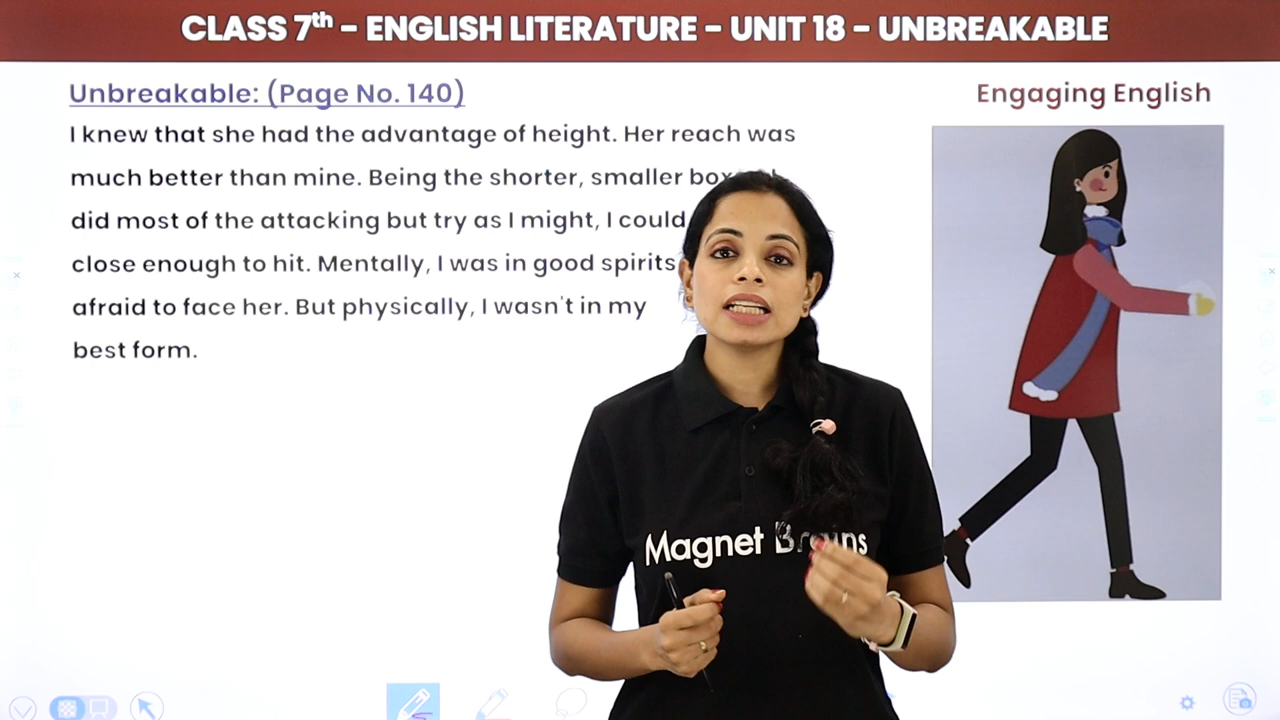 CLASS 7th – ENGLISH LITERATURE – UNIT 18 – UNBREAKABLE
Unbreakable: (Page No. 140)
Engaging English
I knew that she had the advantage of height. Her reach was
much better than mine. Being the shorter, smaller
did most of the attacking but try as I might, I could
close enough to hit. Mentally, I was in good spirits
afraid to face her. But physically, I wasn't in my
best form.
Magnet